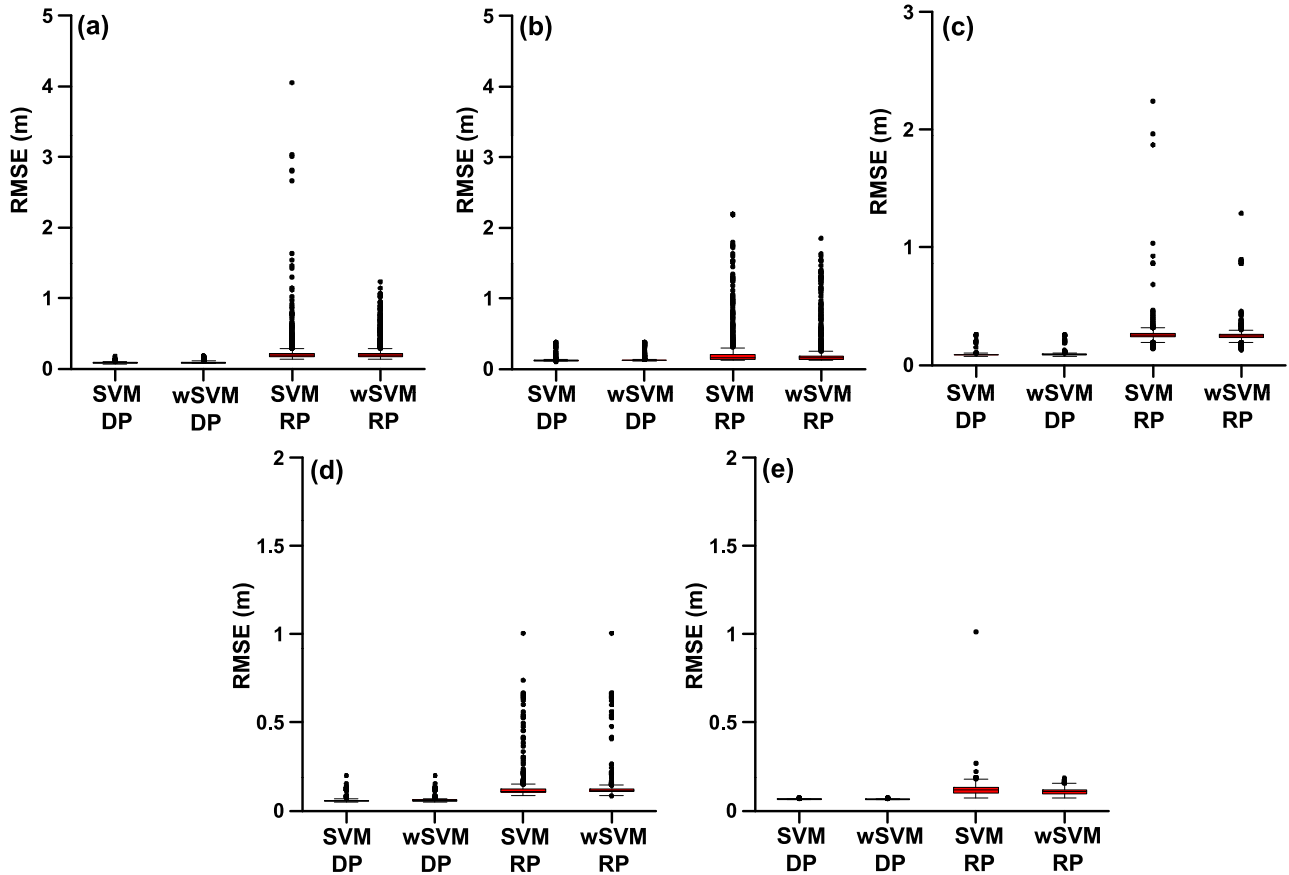 (a)
RMSE (m)
5
4
3
2
1
0
SVM DP
wSVM DP
SVM RP
wSVM RP
(b)
RMSE (m)
5
4
3
2
1
0
SVM DP
wSVM DP
SVM RP
wSVM RP
(c)
RMSE (m)
3
2
1
0
SVM DP
wSVM DP
SVM RP
wSVM RP
(d)
RMSE (m)
2
1.5
1
0.5
0
SVM DP
wSVM DP
SVM RP
wSVM RP
(e)
RMSE (m)
2
1.5
1
0.5
0
SVM DP
wSVM DP
SVM RP
wSVM RP